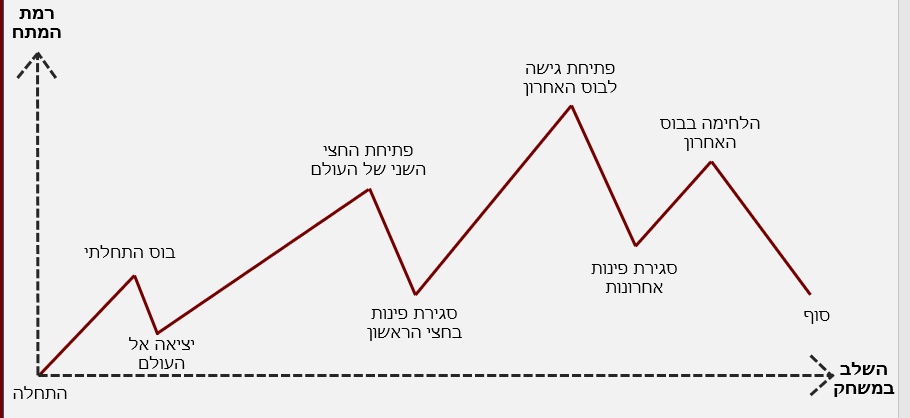 רמת
המתח
פתיחת גישה
לבוס האחרון
הלחימה בבוס
האחרון
פתיחת החצי
השני של העולם
בוס התחלתי
סגירת פינות
אחרונות
סגירת פינות
בחצי הראשון
סוף
יציאה אל
העולם
השלב
במשחק
התחלה